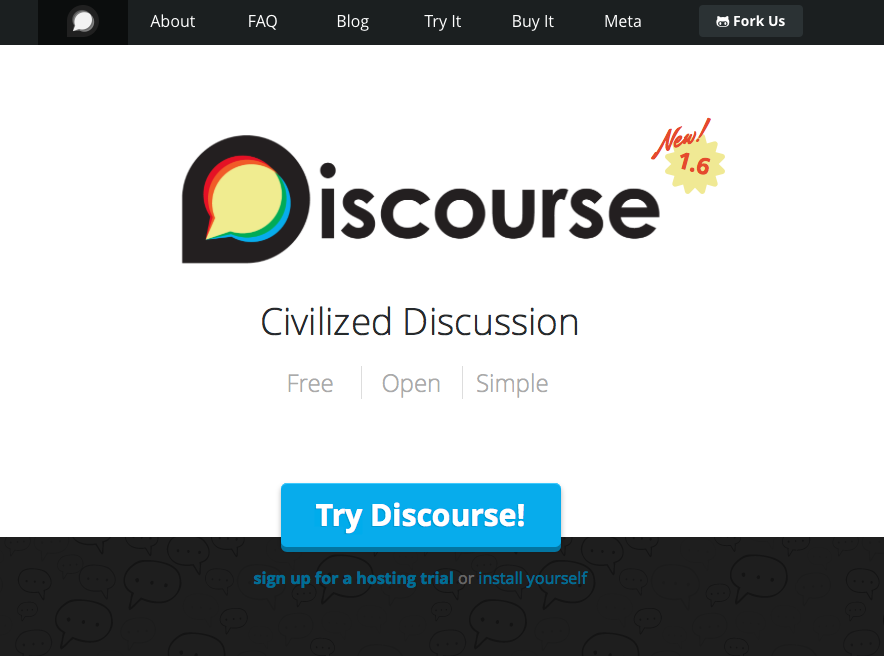 About FAQ Blog Try It Buy It Meta Fork Us
New!
1.6
Discourse
Civilized Discussion
Free Open Simple
Try Discourse!
sign up for a hosting trial or install yourself